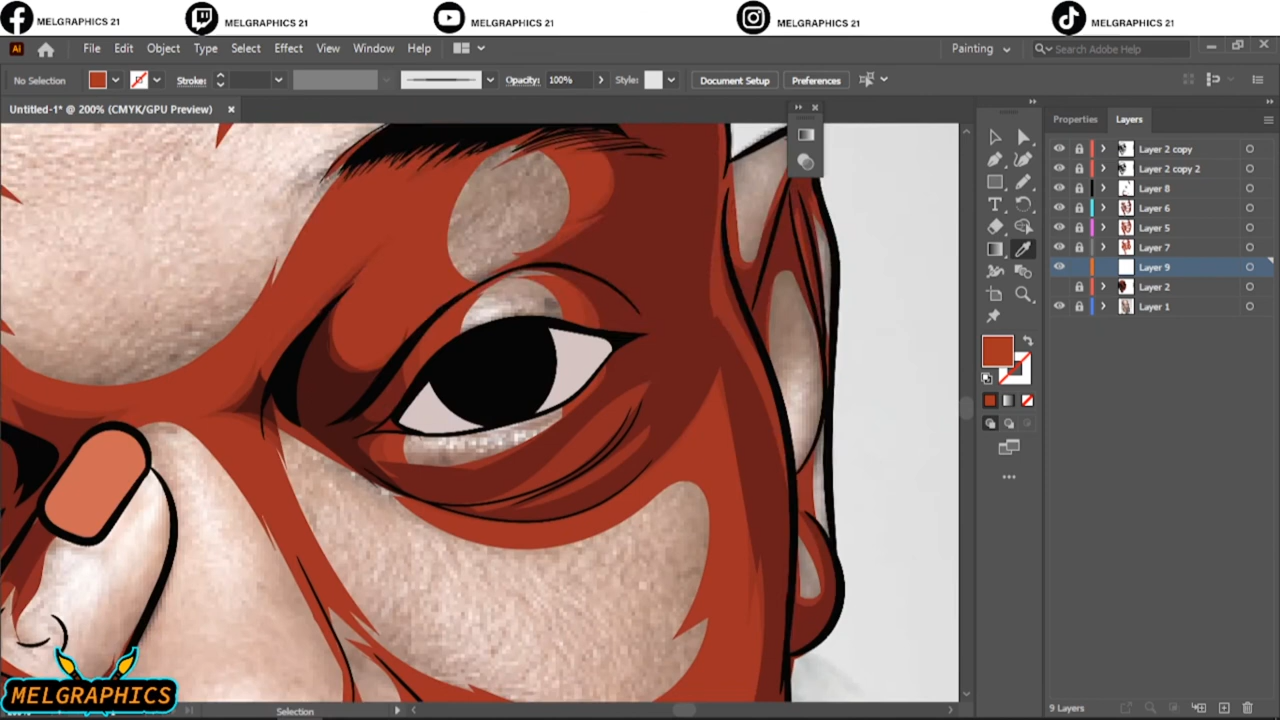 MELGRAPHICS 21 MELGRAPHICS 21 MELGRAPHICS 21 MELGRAPHICS 21 MELGRAPHICS 21
Ai File Edit Object Type Select Effect View Window Help Painting Search Adobe Help
No Selection Stroke: Opacity: 100% Style: Document Setup Preferences
Untitled-1* @ 200% (CMYK/GPU Preview)
Properties Layers
Layer 2 copy
Layer 2 copy 2
Layer 8
Layer 6
Layer 5
Layer 7
Layer 9
Layer 2
Layer 1
MELGRAPHICS
Selection
9 Layers